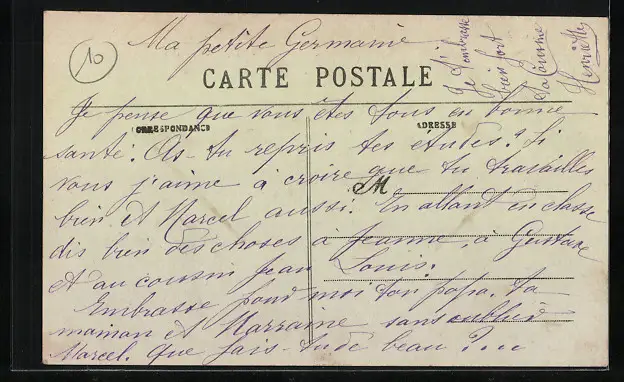 10
Ma petite Germaine
CARTE POSTALE
CORRESPONDANCE
ADRESSE
M
Je pense que vous êtes tous en bonne
santé. As-tu repris tes études? Si
vous j'aime à croire que tu travailles
bien et Marcel aussi. En allant en classe
dis bien des choses à Jeanne, à Gustave
et au cousin Jean Louis.
Embrasse pour moi ton papa. Ta
maman et Marraine sans oublier
Marcel. Que fais-tu de beau?...
Je t'embrasse
bien fort
Ta cousine
Henriette